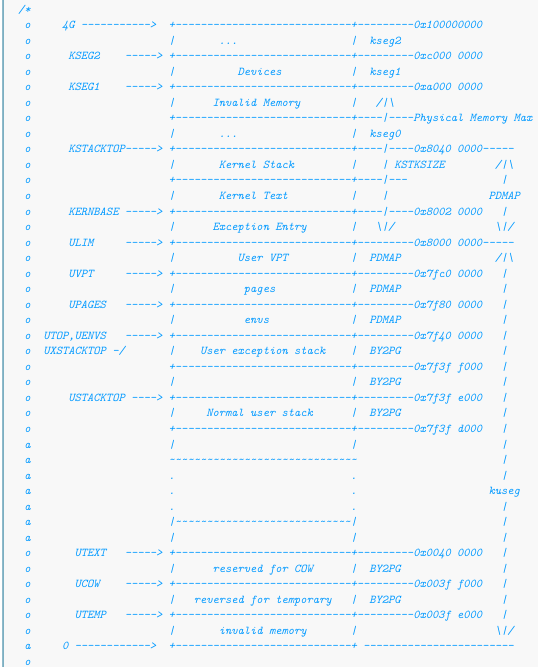 /*
o     4G ----------->  +----------------------------+--------0x100000000
o                      |       ...                  |  kseg2
o      KSEG2    -----> +----------------------------+--------0xc000 0000
o                      |          Devices           |  kseg1
o      KSEG1    -----> +----------------------------+--------0xa000 0000
o                      |      Invalid Memory        |   /|\
o                      +----------------------------+----|----Physical Memory Max
o                      |       ...                  |  kseg0
o      KSTACKTOP-----> +----------------------------+----|----0x8040 0000-----
o                      |       Kernel Stack         |    | KSTKSIZE        /|\
o                      +----------------------------+----|---               |
o                      |       Kernel Text          |    |                PDMAP
o      KERNBASE -----> +----------------------------+----|----0x8002 0000   |
o                      |      Exception Entry       |   \|/                \|/
o      ULIM     -----> +----------------------------+--------0x8000 0000-----
o                      |          User VPT          |  PDMAP               /|\
o      UVPT     -----> +----------------------------+--------0x7fc0 0000    |
o                      |           pages            |  PDMAP                |
o      UPAGES   -----> +----------------------------+--------0x7f80 0000    |
o                      |           envs             |  PDMAP                |
o  UTOP,UENVS   -----> +----------------------------+--------0x7f40 0000    |
o  UXSTACKTOP -/       |    User exception stack    |  BY2PG                |
o                      +----------------------------+--------0x7f3f f000    |
o                      |                            |  BY2PG                |
o      USTACKTOP ----> +----------------------------+--------0x7f3f e000    |
o                      |     Normal user stack      |  BY2PG                |
o                      +----------------------------+--------0x7f3f d000    |
a                      |                            |                       |
a                      ------------------------------                       |
a                      .                            .                       |
a                      .                            .                     kuseg
a                      .                            .                       |
a                      |----------------------------|                       |
a                      |                            |                       |
o       UTEXT   -----> +----------------------------+--------0x0040 0000    |
o                      |      reserved for COW      |  BY2PG                |
o       UCOW    -----> +----------------------------+--------0x003f f000    |
o                      |   reversed for temporary   |  BY2PG                |
o       UTEMP   -----> +----------------------------+--------0x003f e000    |
o                      |       invalid memory       |                      \|/
a     0 ------------>  +----------------------------+ ------------------------
o